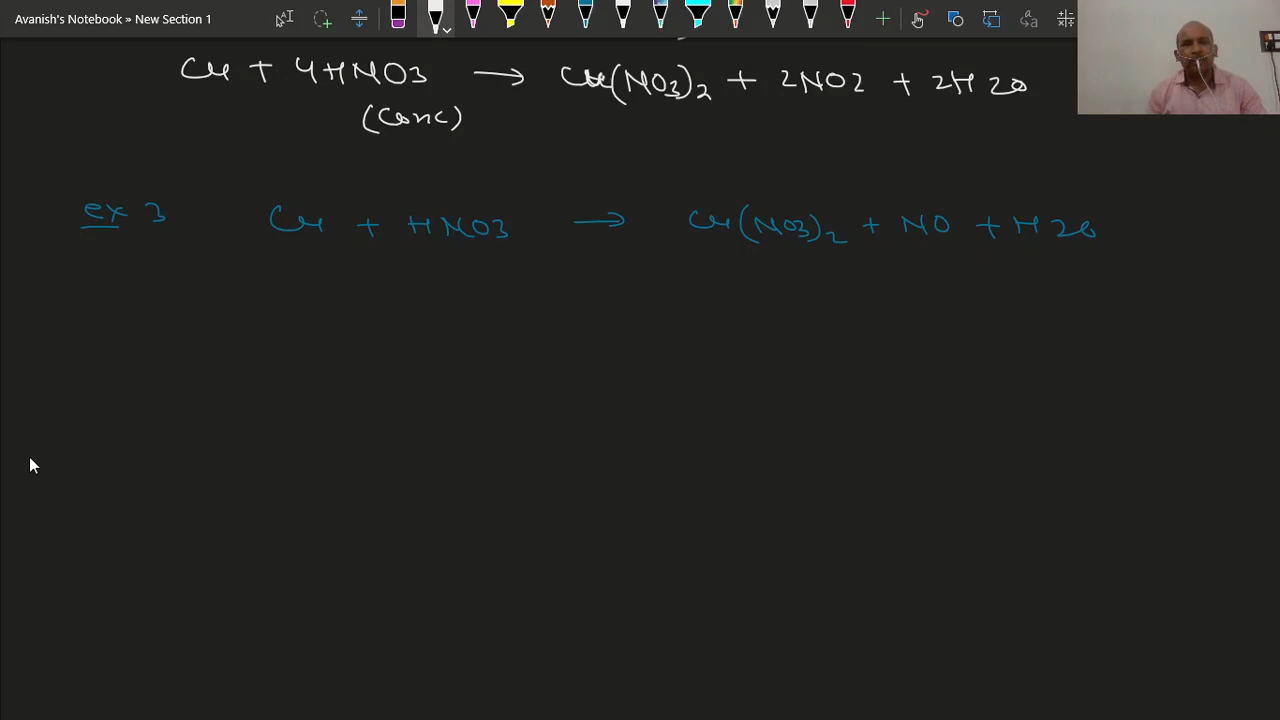 Avanish's Notebook » New Section 1
Cu + 4HNO3 → Cu(NO3)2 + 2NO2 + 2H2O
(Conc)
ex 3 Cu + HNO3 → Cu(NO3)2 + NO + H2O